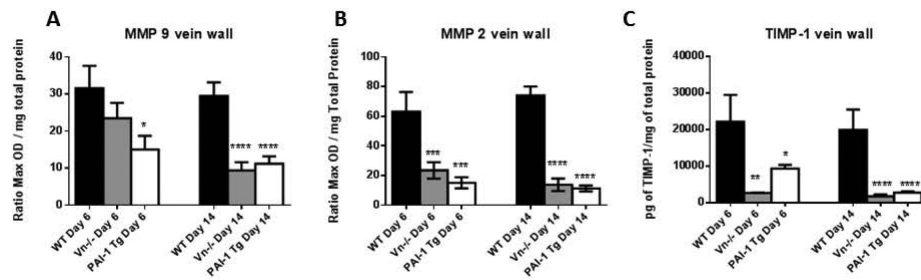 A
MMP 9 vein wall
Ratio Max OD / mg total protein
40
30
20
10
0
*
****
****
WT Day 6
Vn-/- Day 6
PAI-1 Tg Day 6
WT Day 14
Vn-/- Day 14
PAI-1 Tg Day 14
B
MMP 2 vein wall
Ratio Max OD / mg Total Protein
100
80
60
40
20
0
***
***
****
****
WT Day 6
Vn-/- Day 6
PAI-1 Tg Day 6
WT Day 14
Vn-/- Day 14
PAI-1 Tg Day 14
C
TIMP-1 vein wall
pg of TIMP-1/mg of total protein
40000
30000
20000
10000
0
**
*
****
****
WT Day 6
Vn-/- Day 6
PAI-1 Tg Day 6
WT Day 14
Vn-/- Day 14
PAI-1 Tg Day 14